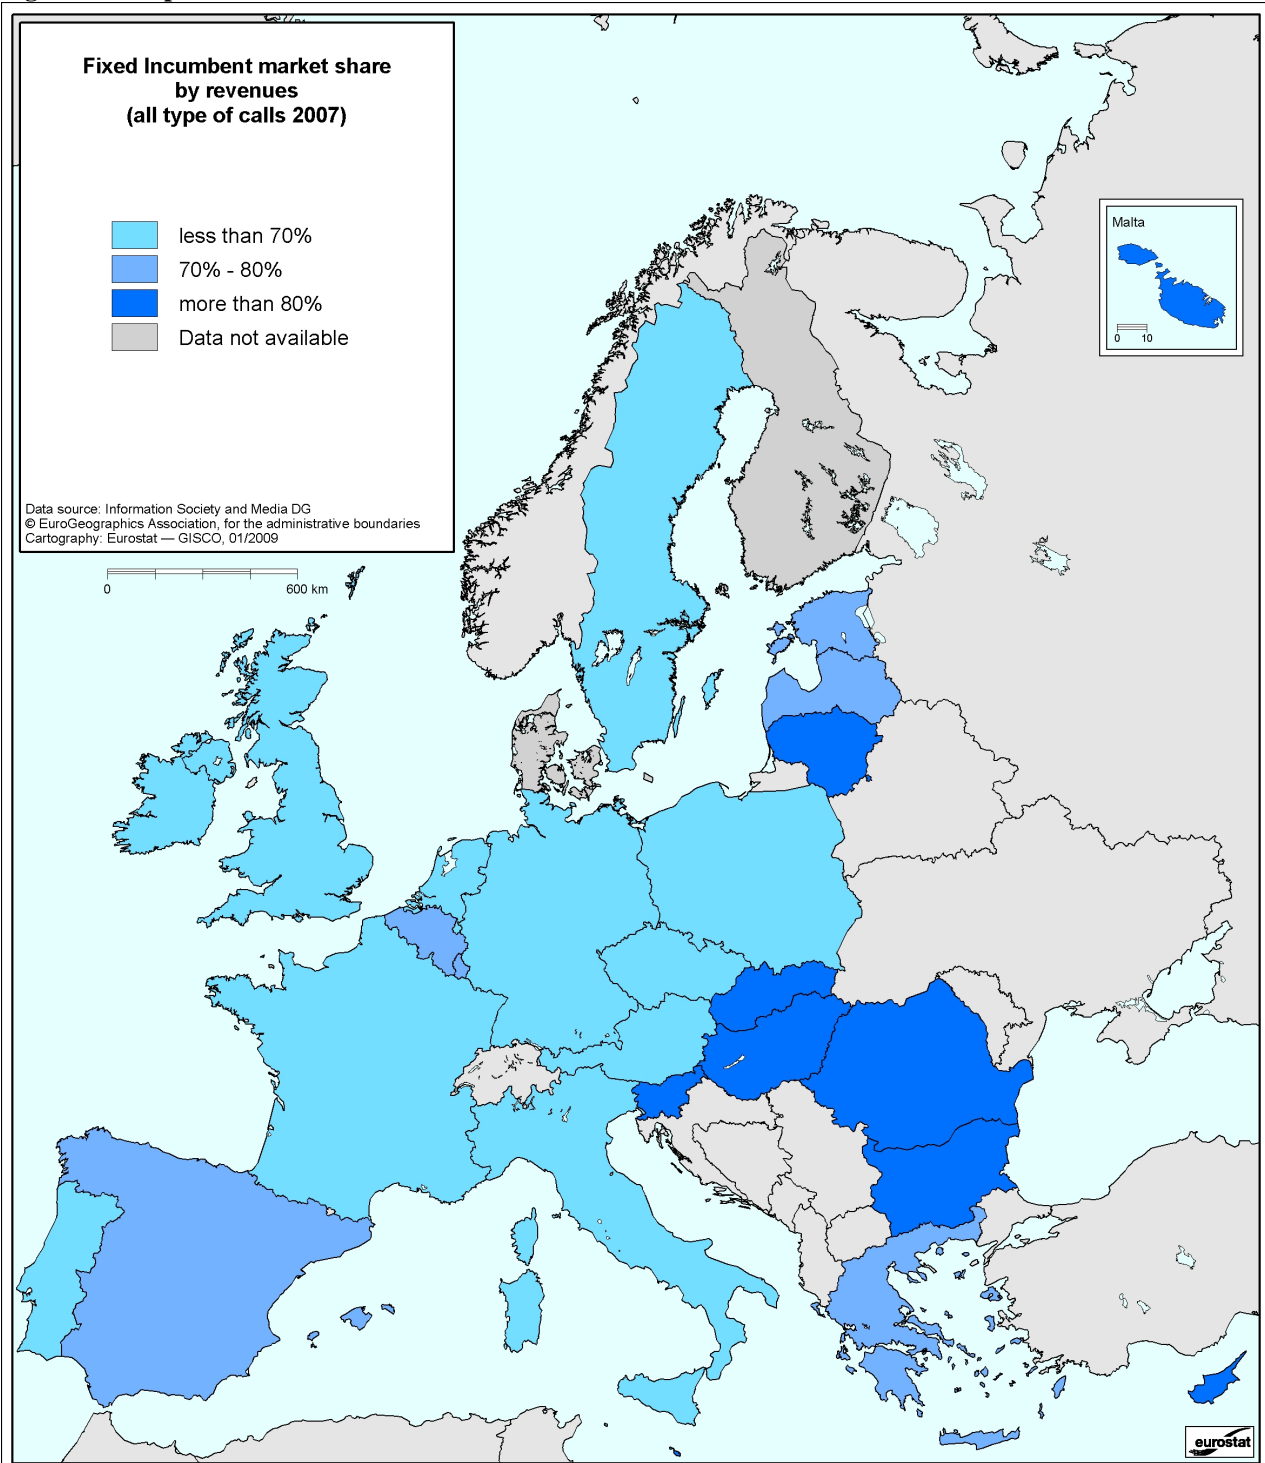 Fixed Incumbent market share
by revenues
(all type of calls 2007)
less than 70%
70% - 80%
more than 80%
Data not available
Data source: Information Society and Media DG
© EuroGeographics Association, for the administrative boundaries
Cartography: Eurostat — GISCO, 01/2009
0 600 km
Malta
0 10
eurostat